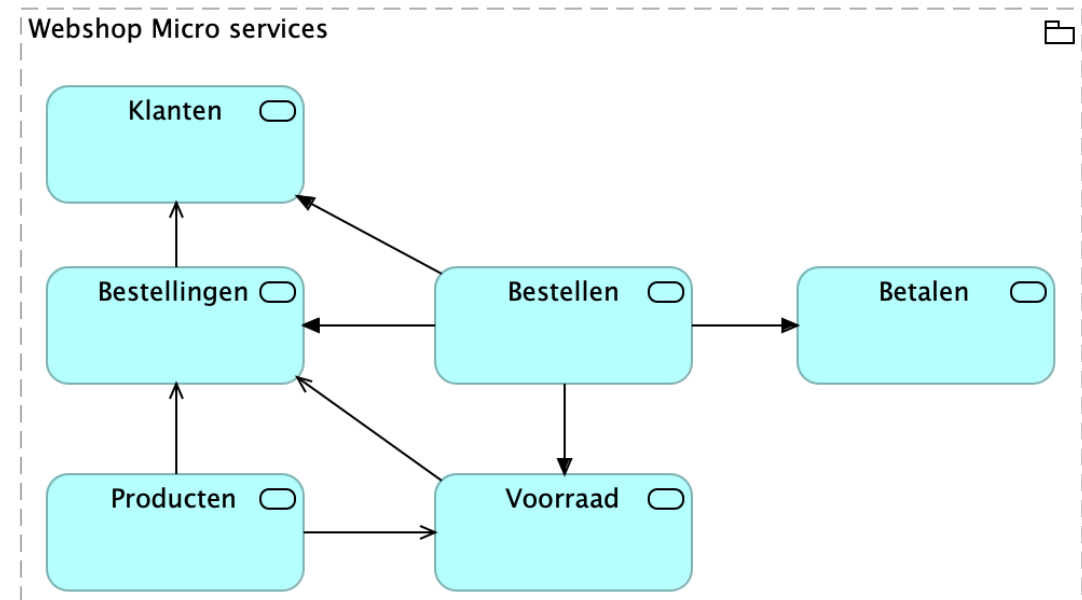 Webshop Micro services
Klanten
Bestellingen
Bestellen
Betalen
Producten
Voorraad